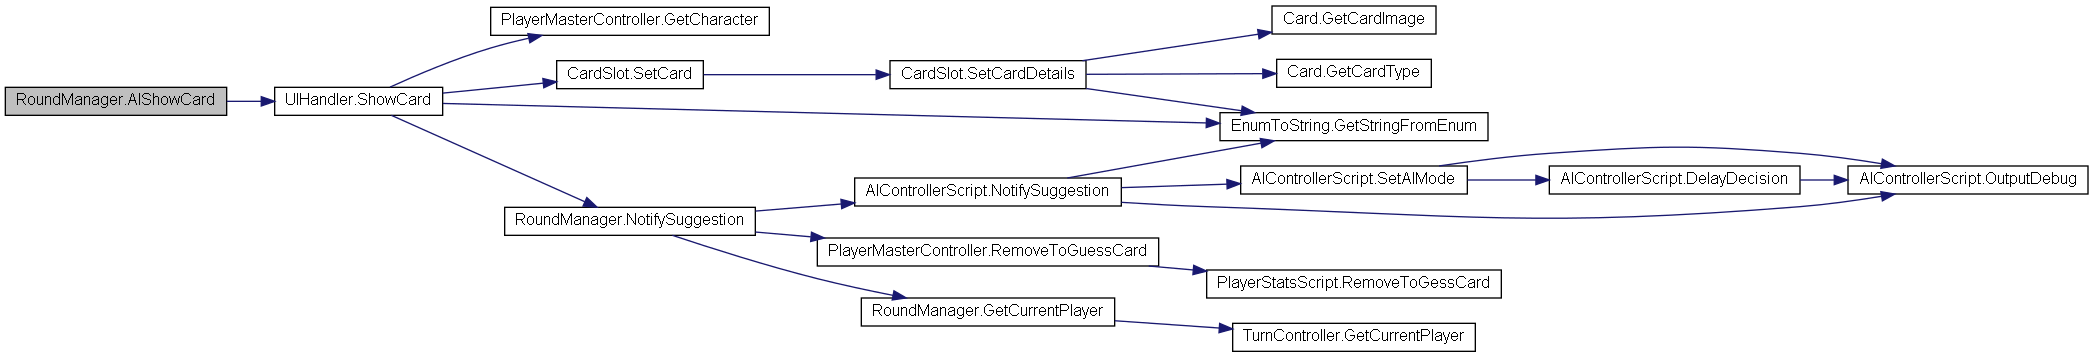 RoundManager.AIShowCard
UIHandler.ShowCard
PlayerMasterController.GetCharacter
CardSlot.SetCard
CardSlot.SetCardDetails
Card.GetCardImage
Card.GetCardType
EnumToString.GetStringFromEnum
RoundManager.NotifySuggestion
AIControllerScript.NotifySuggestion
AIControllerScript.SetAIMode
AIControllerScript.DelayDecision
AIControllerScript.OutputDebug
PlayerMasterController.RemoveToGuessCard
PlayerStatsScript.RemoveToGessCard
RoundManager.GetCurrentPlayer
TurnController.GetCurrentPlayer